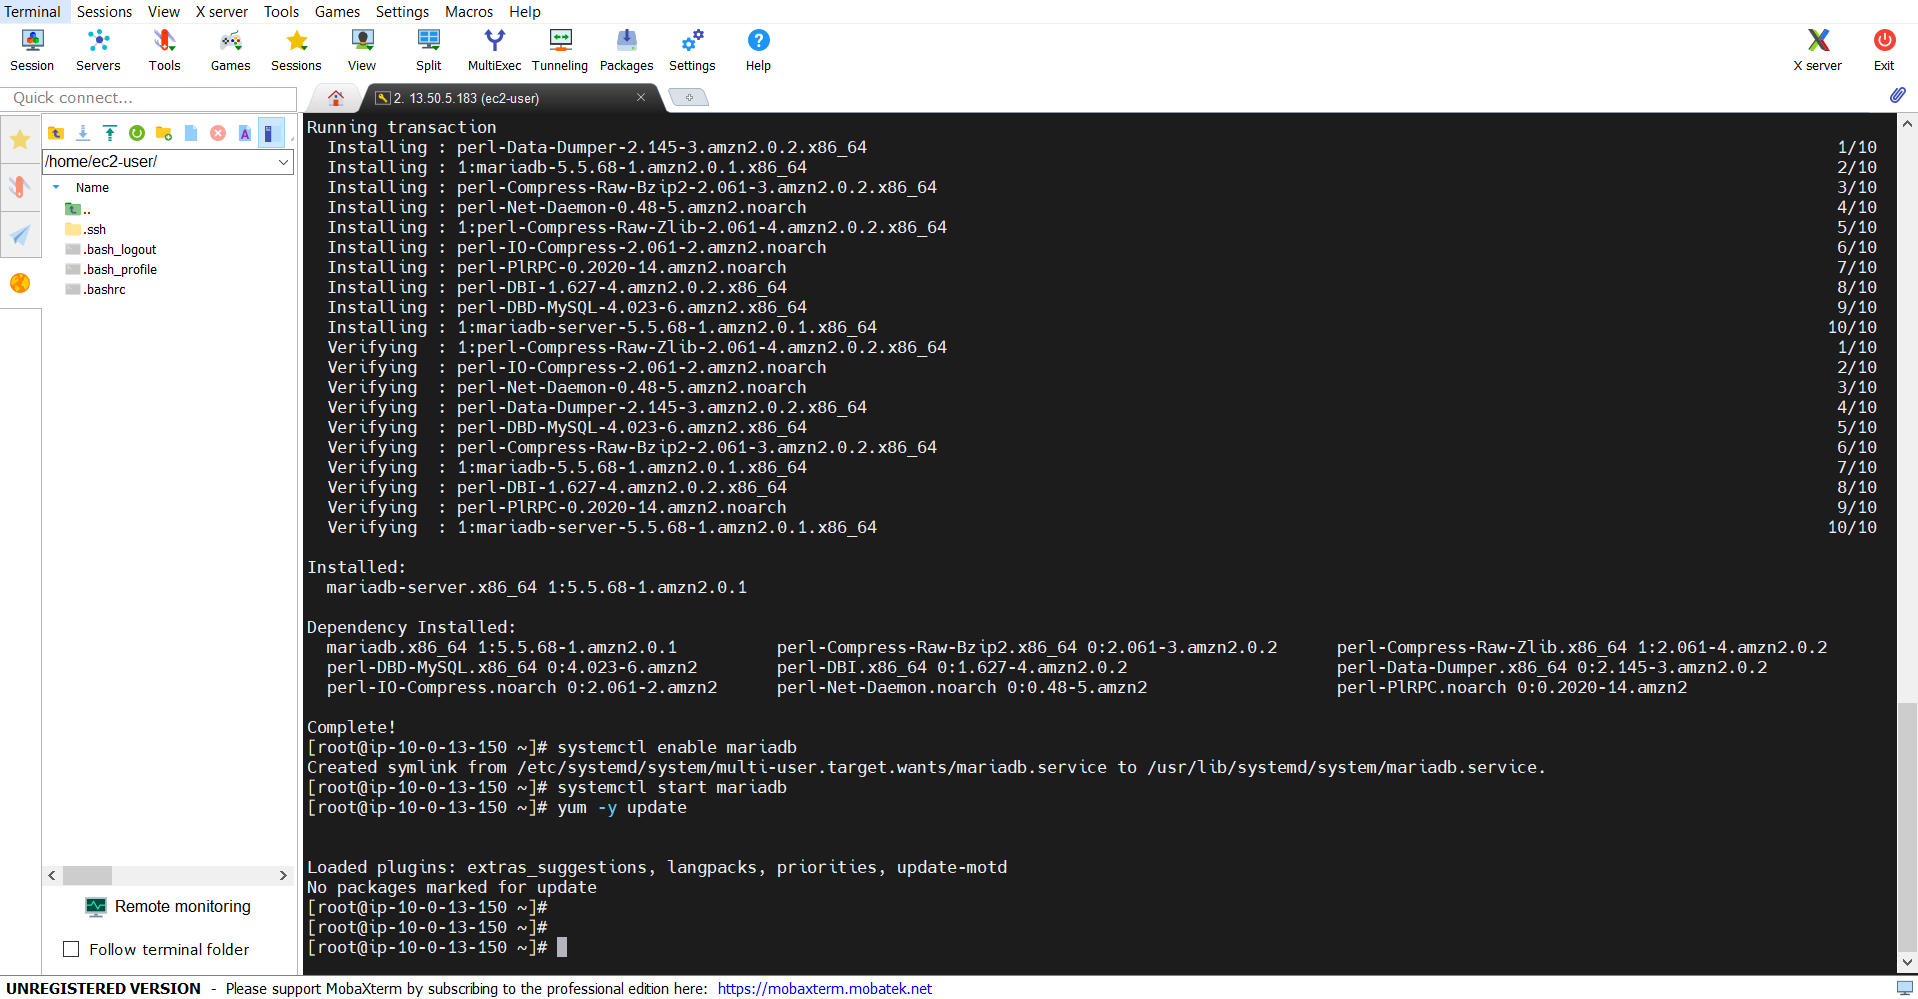 Terminal Sessions View X server Tools Games Settings Macros Help
Session Servers Tools Games Sessions View Split MultiExec Tunneling Packages Settings Help X server Exit
Quick connect...
2. 13.50.5.183 (ec2-user)
/home/ec2-user/
Name
..
.ssh
.bash_logout
.bash_profile
.bashrc
Remote monitoring
Follow terminal folder
Running transaction
Installing : perl-Data-Dumper-2.145-3.amzn2.0.2.x86_64 1/10
Installing : 1:mariadb-5.5.68-1.amzn2.0.1.x86_64 2/10
Installing : perl-Compress-Raw-Bzip2-2.061-3.amzn2.0.2.x86_64 3/10
Installing : perl-Net-Daemon-0.48-5.amzn2.noarch 4/10
Installing : 1:perl-Compress-Raw-Zlib-2.061-4.amzn2.0.2.x86_64 5/10
Installing : perl-IO-Compress-2.061-2.amzn2.noarch 6/10
Installing : perl-PlRPC-0.2020-14.amzn2.noarch 7/10
Installing : perl-DBI-1.627-4.amzn2.0.2.x86_64 8/10
Installing : perl-DBD-MySQL-4.023-6.amzn2.x86_64 9/10
Installing : 1:mariadb-server-5.5.68-1.amzn2.0.1.x86_64 10/10
Verifying : 1:perl-Compress-Raw-Zlib-2.061-4.amzn2.0.2.x86_64 1/10
Verifying : perl-IO-Compress-2.061-2.amzn2.noarch 2/10
Verifying : perl-Net-Daemon-0.48-5.amzn2.noarch 3/10
Verifying : perl-Data-Dumper-2.145-3.amzn2.0.2.x86_64 4/10
Verifying : perl-DBD-MySQL-4.023-6.amzn2.x86_64 5/10
Verifying : perl-Compress-Raw-Bzip2-2.061-3.amzn2.0.2.x86_64 6/10
Verifying : 1:mariadb-5.5.68-1.amzn2.0.1.x86_64 7/10
Verifying : perl-DBI-1.627-4.amzn2.0.2.x86_64 8/10
Verifying : perl-PlRPC-0.2020-14.amzn2.noarch 9/10
Verifying : 1:mariadb-server-5.5.68-1.amzn2.0.1.x86_64 10/10
Installed:
mariadb-server.x86_64 1:5.5.68-1.amzn2.0.1
Dependency Installed:
mariadb.x86_64 1:5.5.68-1.amzn2.0.1 perl-Compress-Raw-Bzip2.x86_64 0:2.061-3.amzn2.0.2 perl-Compress-Raw-Zlib.x86_64 1:2.061-4.amzn2.0.2
perl-DBD-MySQL.x86_64 0:4.023-6.amzn2 perl-DBI.x86_64 0:1.627-4.amzn2.0.2 perl-Data-Dumper.x86_64 0:2.145-3.amzn2.0.2
perl-IO-Compress.noarch 0:2.061-2.amzn2 perl-Net-Daemon.noarch 0:0.48-5.amzn2 perl-PlRPC.noarch 0:0.2020-14.amzn2
Complete!
[root@ip-10-0-13-150 ~]# systemctl enable mariadb
Created symlink from /etc/systemd/system/multi-user.target.wants/mariadb.service to /usr/lib/systemd/system/mariadb.service.
[root@ip-10-0-13-150 ~]# systemctl start mariadb
[root@ip-10-0-13-150 ~]# yum -y update
Loaded plugins: extras_suggestions, langpacks, priorities, update-motd
No packages marked for update
[root@ip-10-0-13-150 ~]#
[root@ip-10-0-13-150 ~]#
[root@ip-10-0-13-150 ~]#
UNREGISTERED VERSION - Please support MobaXterm by subscribing to the professional edition here: https://mobaxterm.mobatek.net